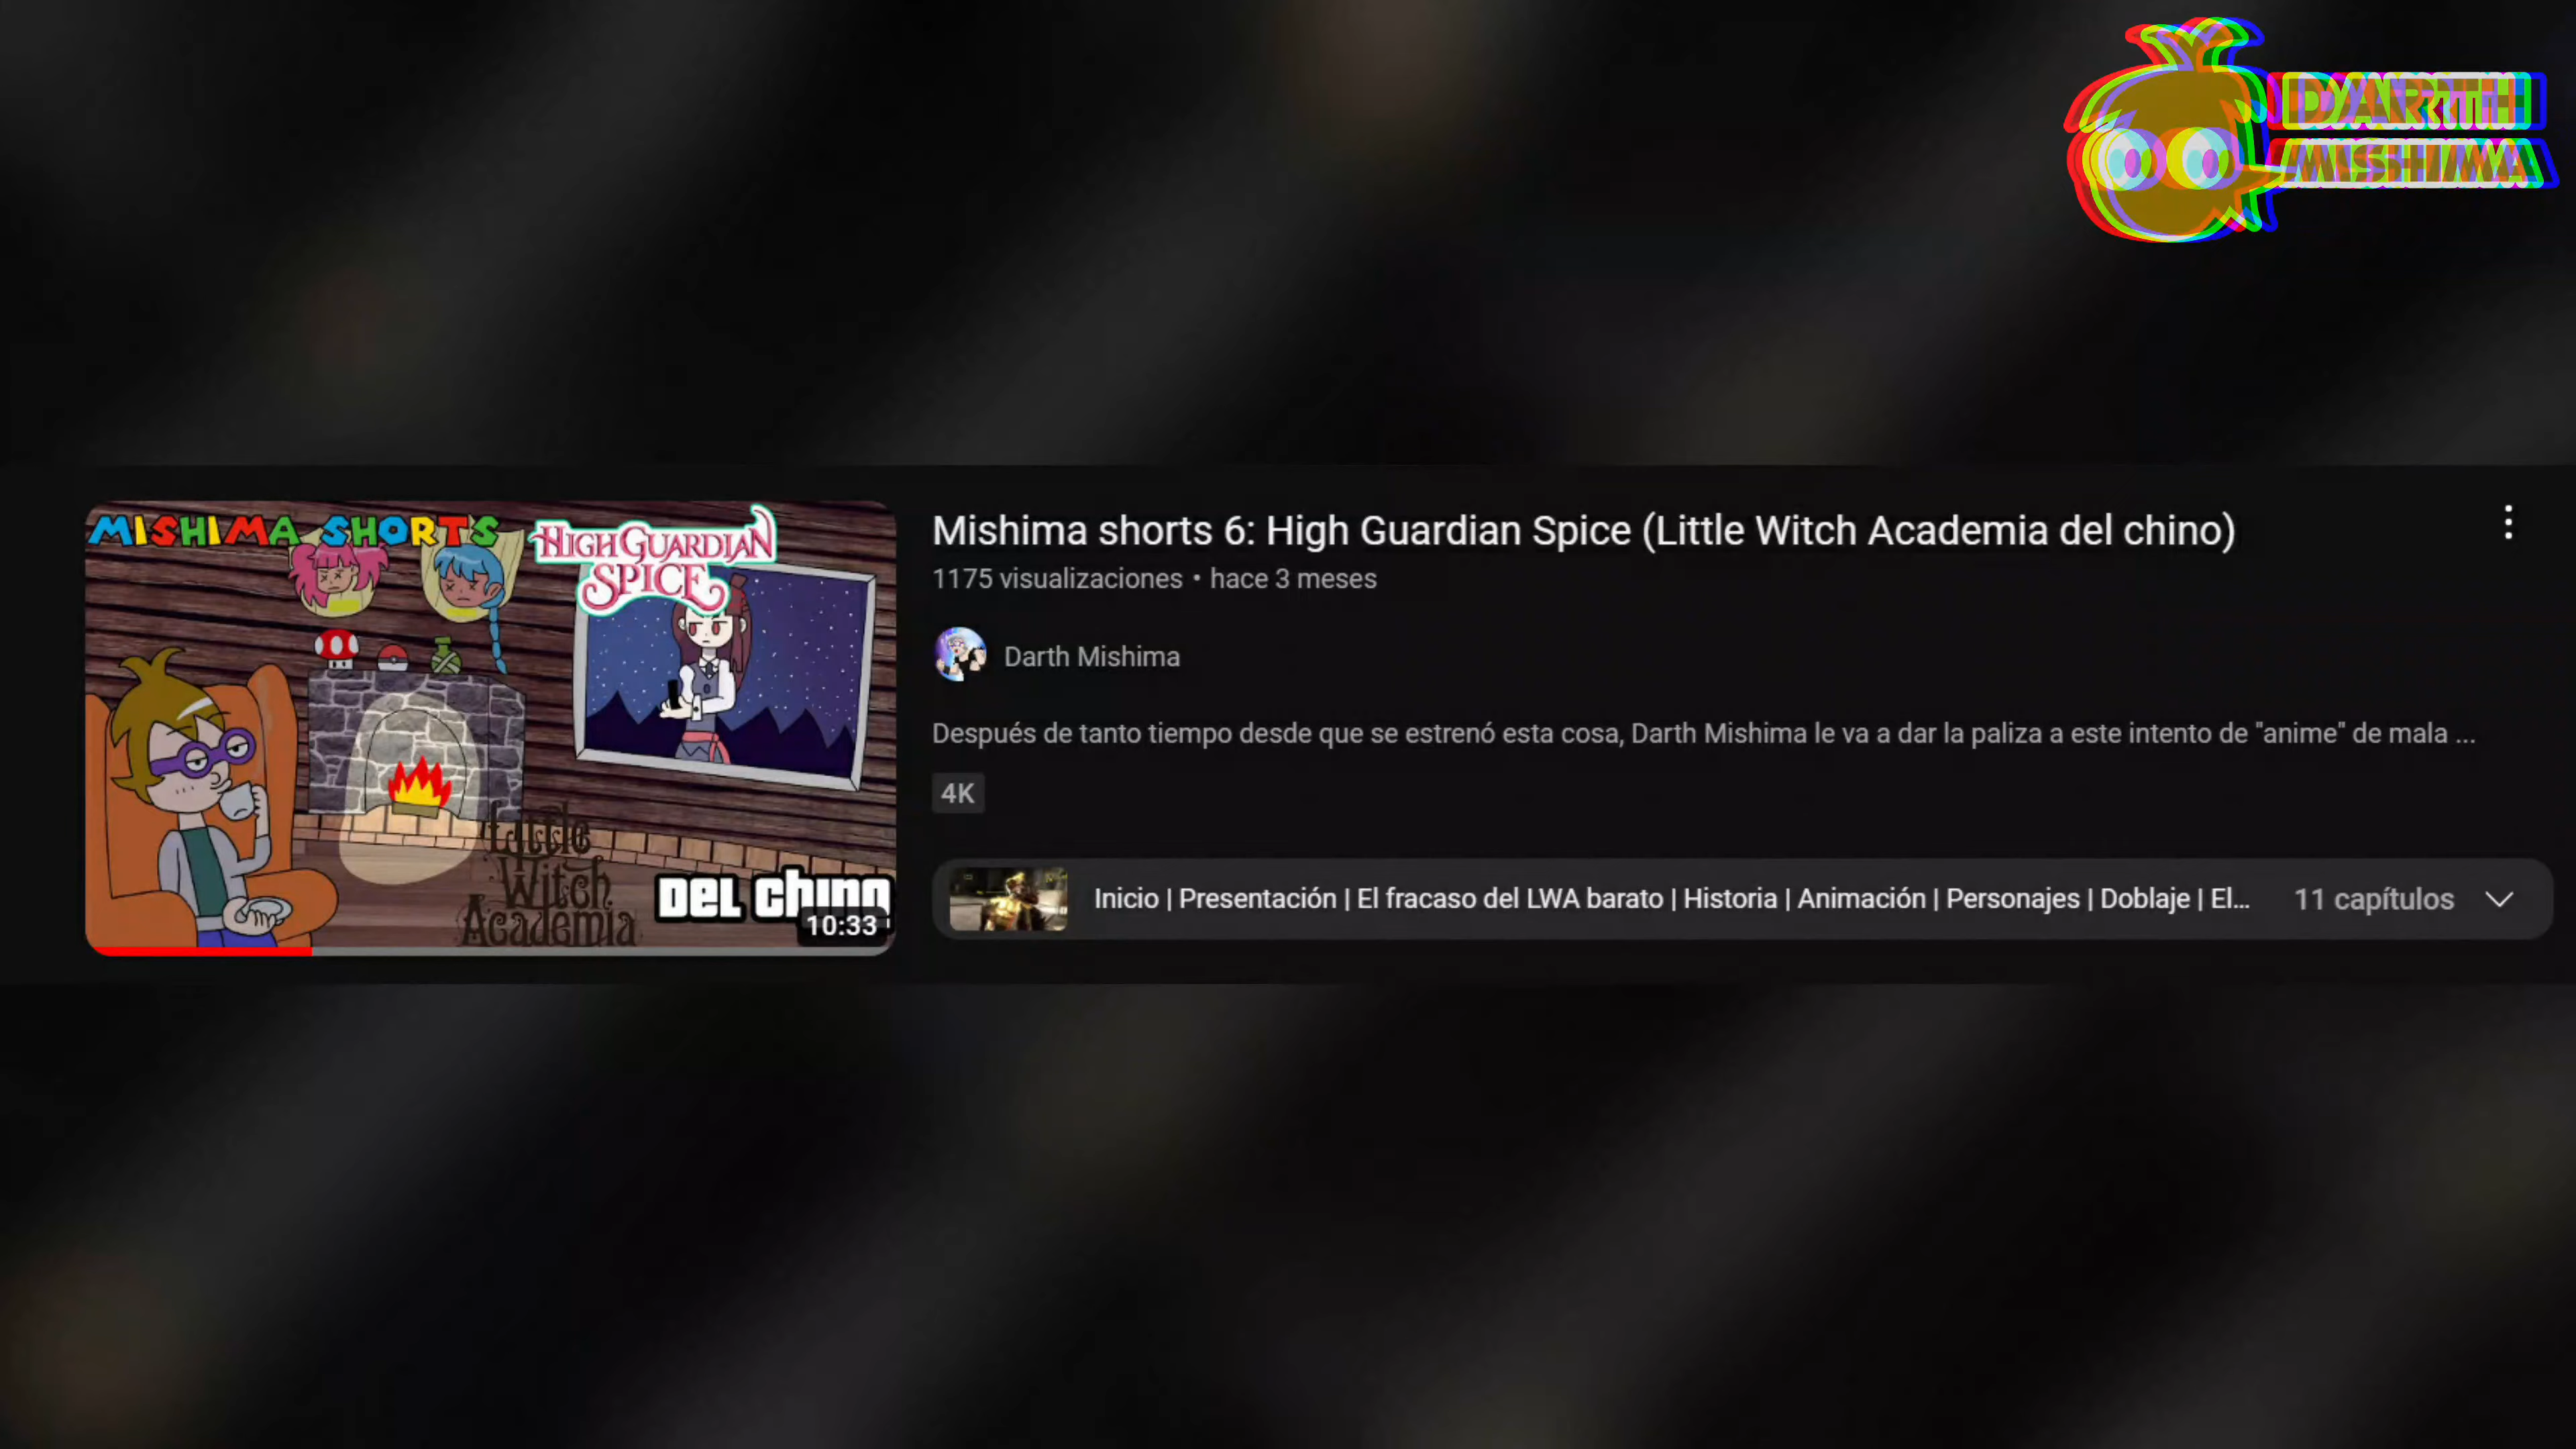 DARTH
MISHIMA
MISHIMA SHORTS
HIGH GUARDIAN
SPICE
Little
Witch
Academia
DEL chino
10:33
Mishima shorts 6: High Guardian Spice (Little Witch Academia del chino)
1175 visualizaciones • hace 3 meses
Darth Mishima
Después de tanto tiempo desde que se estrenó esta cosa, Darth Mishima le va a dar la paliza a este intento de "anime" de mala ...
4K
Inicio | Presentación | El fracaso del LWA barato | Historia | Animación | Personajes | Doblaje | El...
11 capítulos